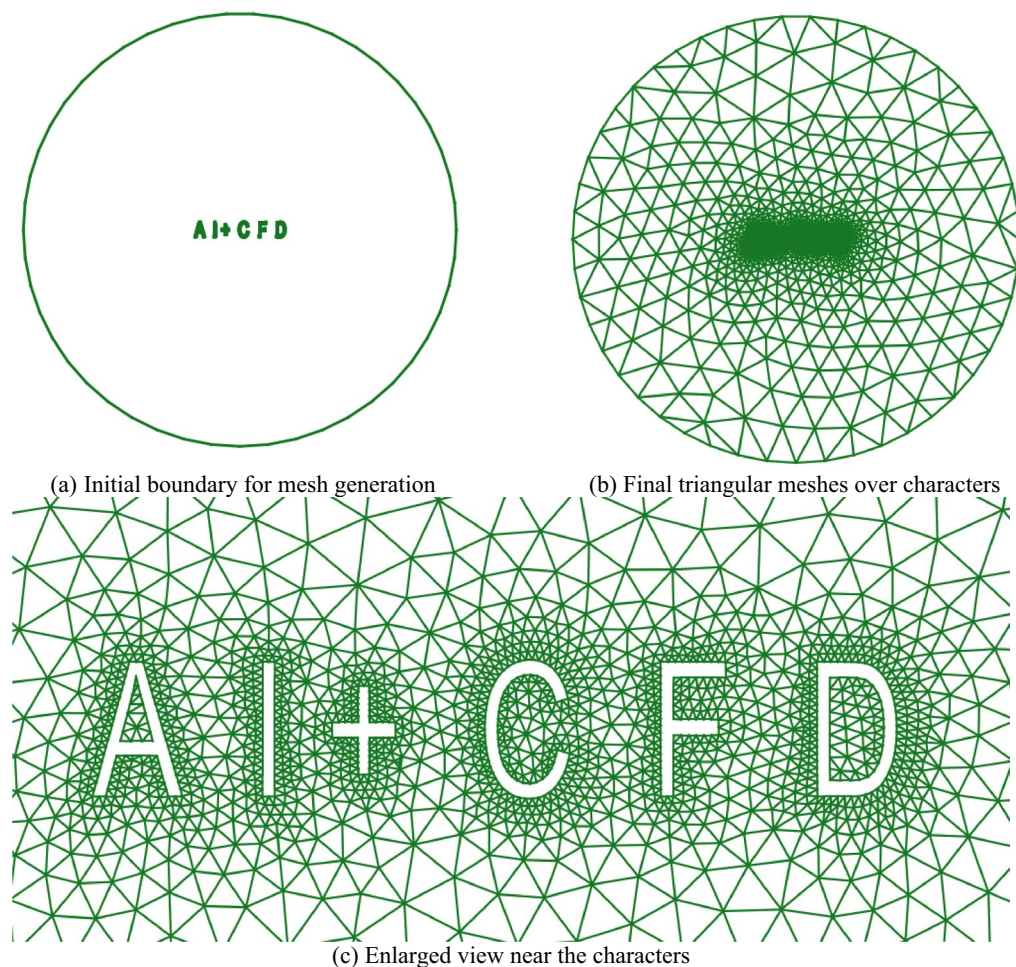 AI+CFD
(a) Initial boundary for mesh generation
(b) Final triangular meshes over characters
AI+CFD
(c) Enlarged view near the characters